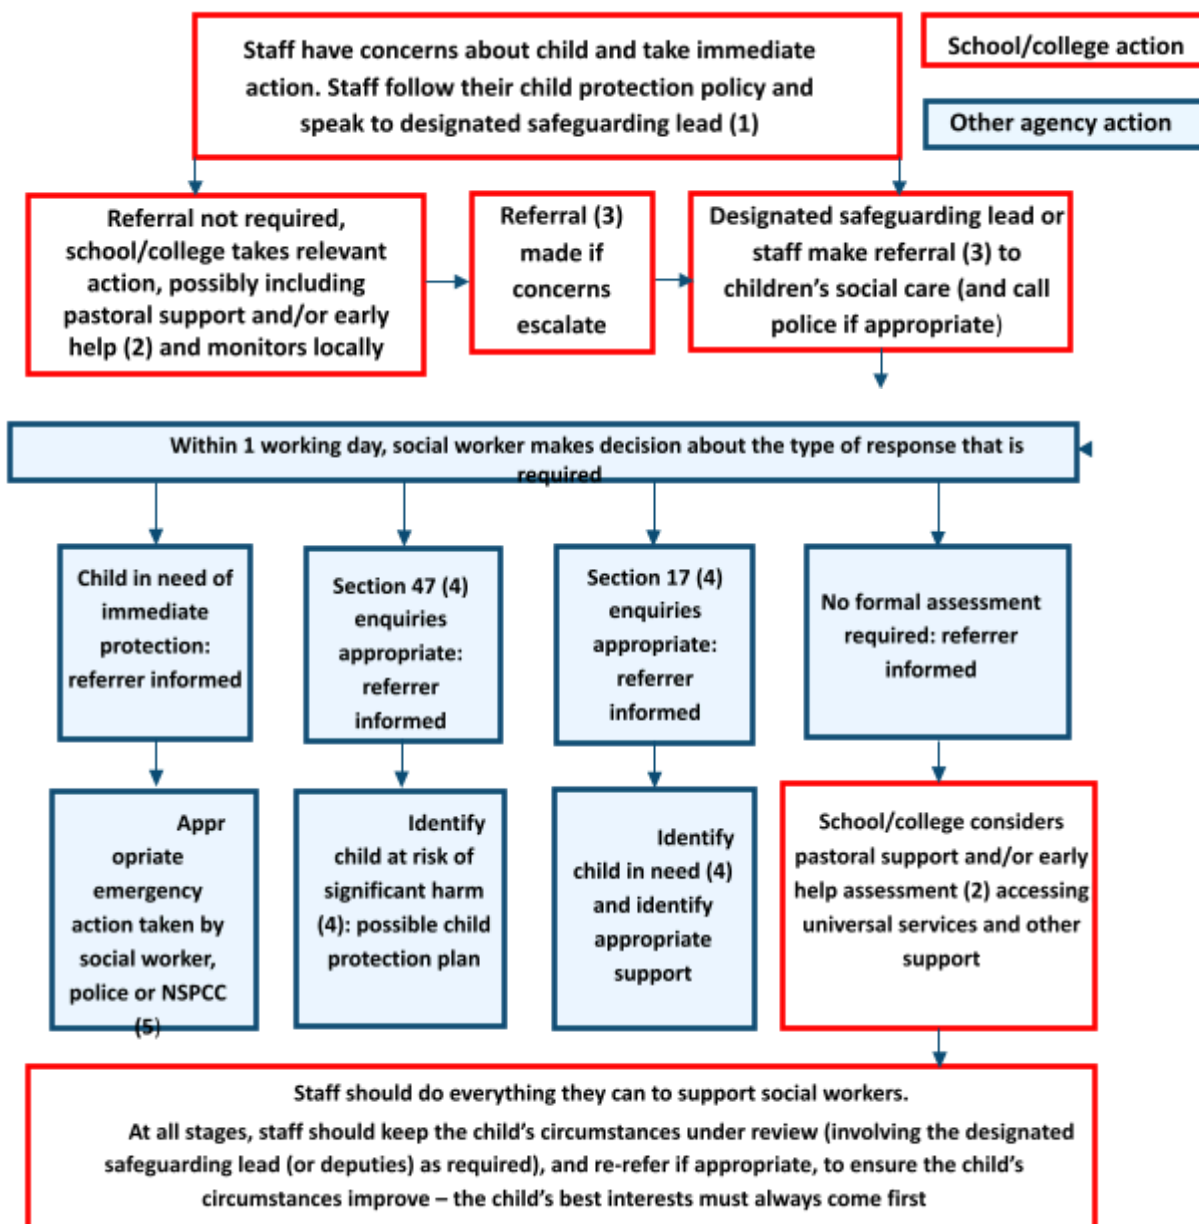 Staff have concerns about child and take immediate
action. Staff follow their child protection policy and
speak to designated safeguarding lead (1)
School/college action
Other agency action
Referral not required,
school/college takes relevant
action, possibly including
pastoral support and/or early
help (2) and monitors locally
Referral (3)
made if
concerns
escalate
Designated safeguarding lead or
staff make referral (3) to
children's social care (and call
police if appropriate)
Within 1 working day, social worker makes decision about the type of response that is
required
Child in need of
immediate
protection:
referrer informed
Section 47 (4)
enquiries
appropriate:
referrer
informed
Section 17 (4)
enquiries
appropriate:
referrer
informed
No formal assessment
required: referrer
informed
Appr
opriate
emergency
action taken by
social worker,
police or NSPCC
(5)
Identify
child at risk of
significant harm
(4): possible child
protection plan
Identify
child in need (4)
and identify
appropriate
support
School/college considers
pastoral support and/or early
help assessment (2) accessing
universal services and other
support
Staff should do everything they can to support social workers.
At all stages, staff should keep the child's circumstances under review (involving the designated
safeguarding lead (or deputies) as required), and re-refer if appropriate, to ensure the child's
circumstances improve – the child's best interests must always come first